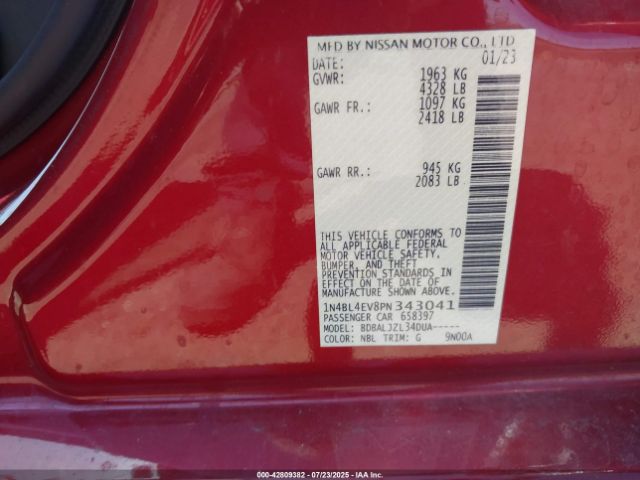 MFD BY NISSAN MOTOR CO., LTD
DATE: 01/23
GVWR: 1963 KG
4328 LB
GAWR FR.: 1097 KG
2418 LB
GAWR RR.: 945 KG
2083 LB
THIS VEHICLE CONFORMS TO
ALL APPLICABLE FEDERAL
MOTOR VEHICLE SAFETY,
BUMPER, AND THEFT
PREVENTION STANDARDS IN
EFFECT ON THE DATE OF
MANUFACTURE SHOWN ABOVE.
1N4BL4EV8PN343041
PASSENGER CAR 658397
MODEL: BDBALJZL34DUA-----
COLOR: NBL TRIM: G 9N00A
000-42809382 | 07/23/2025 | IAA Corp.